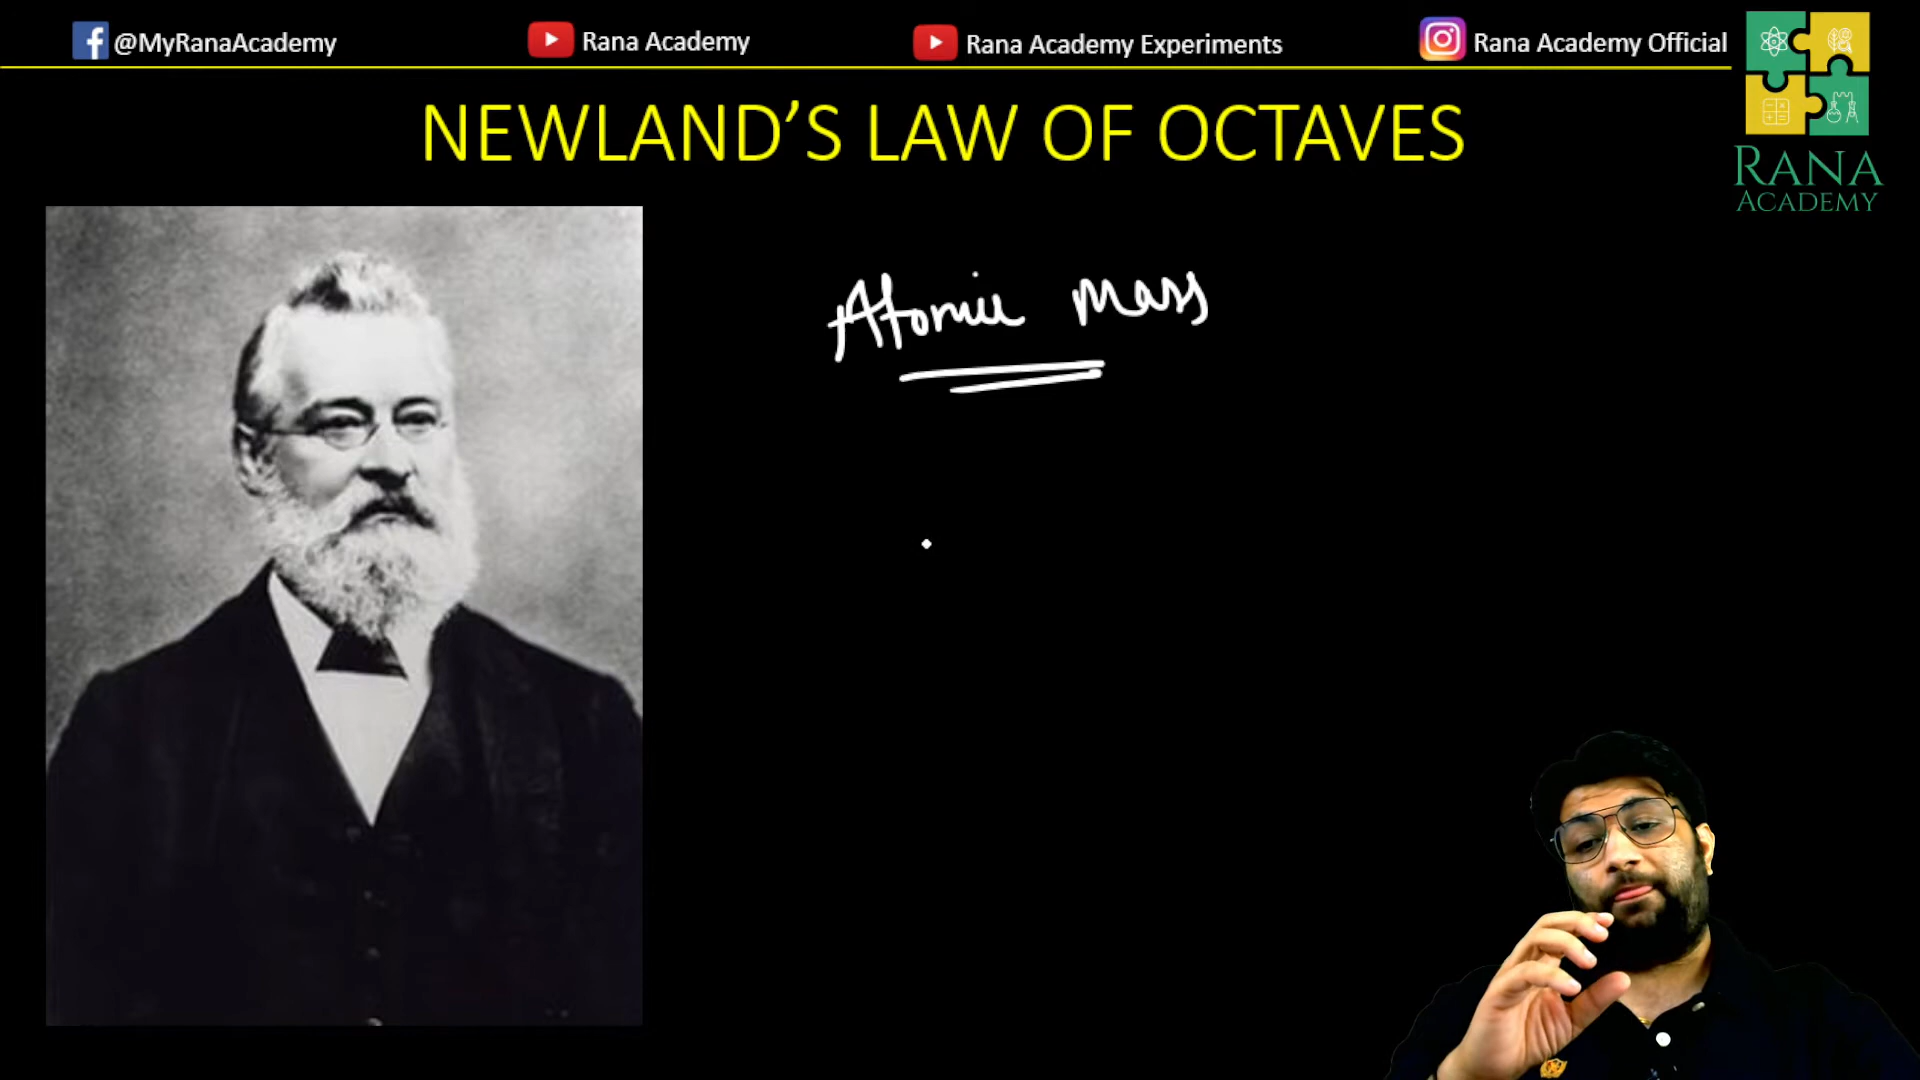 @MyRanaAcademy
Rana Academy
Rana Academy Experiments
Rana Academy Official
RANA
ACADEMY
NEWLAND’S LAW OF OCTAVES
Atomic Mass